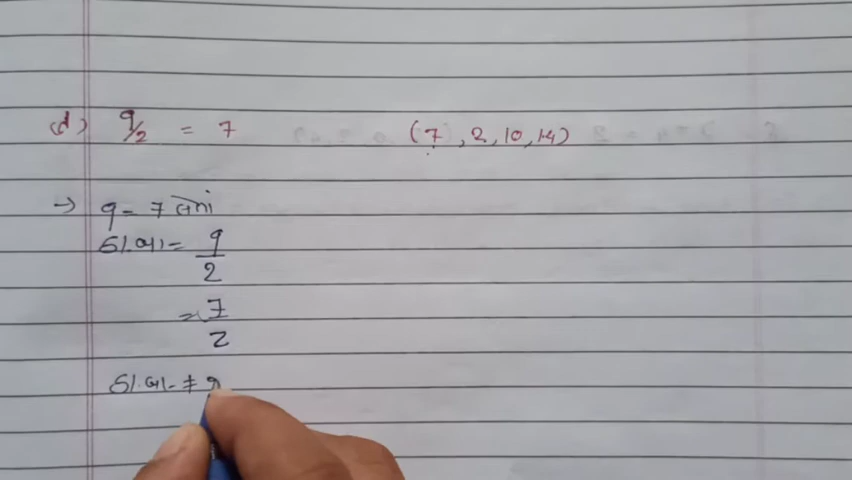 (d) q/2 = 7 (7, 2, 10, 14)
→ q = 7 લેતાં
ડા.બા = q/2
= 7/2
ડા.બા. ≠